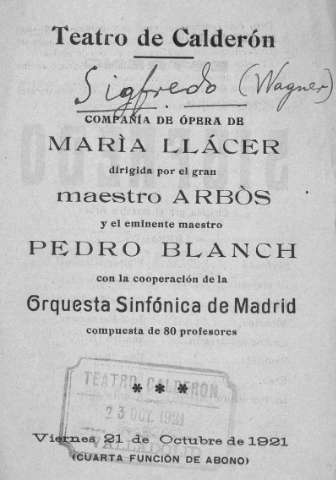 Teatro de Calderón
Sigfredo (Wagner)
COMPAÑÍA DE ÓPERA DE
MARÌA LLÁCER
dirigida por el gran
maestro ARBÒS
y el eminente maestro
PEDRO BLANCH
con la cooperación de la
Orquesta Sinfónica de Madrid
compuesta de 80 profesores
* * *
TEATRO CALDERON
23 OCT. 1921
VALLADOLID
Viernes 21 de Octubre de 1921
(CUARTA FUNCIÓN DE ABONO)